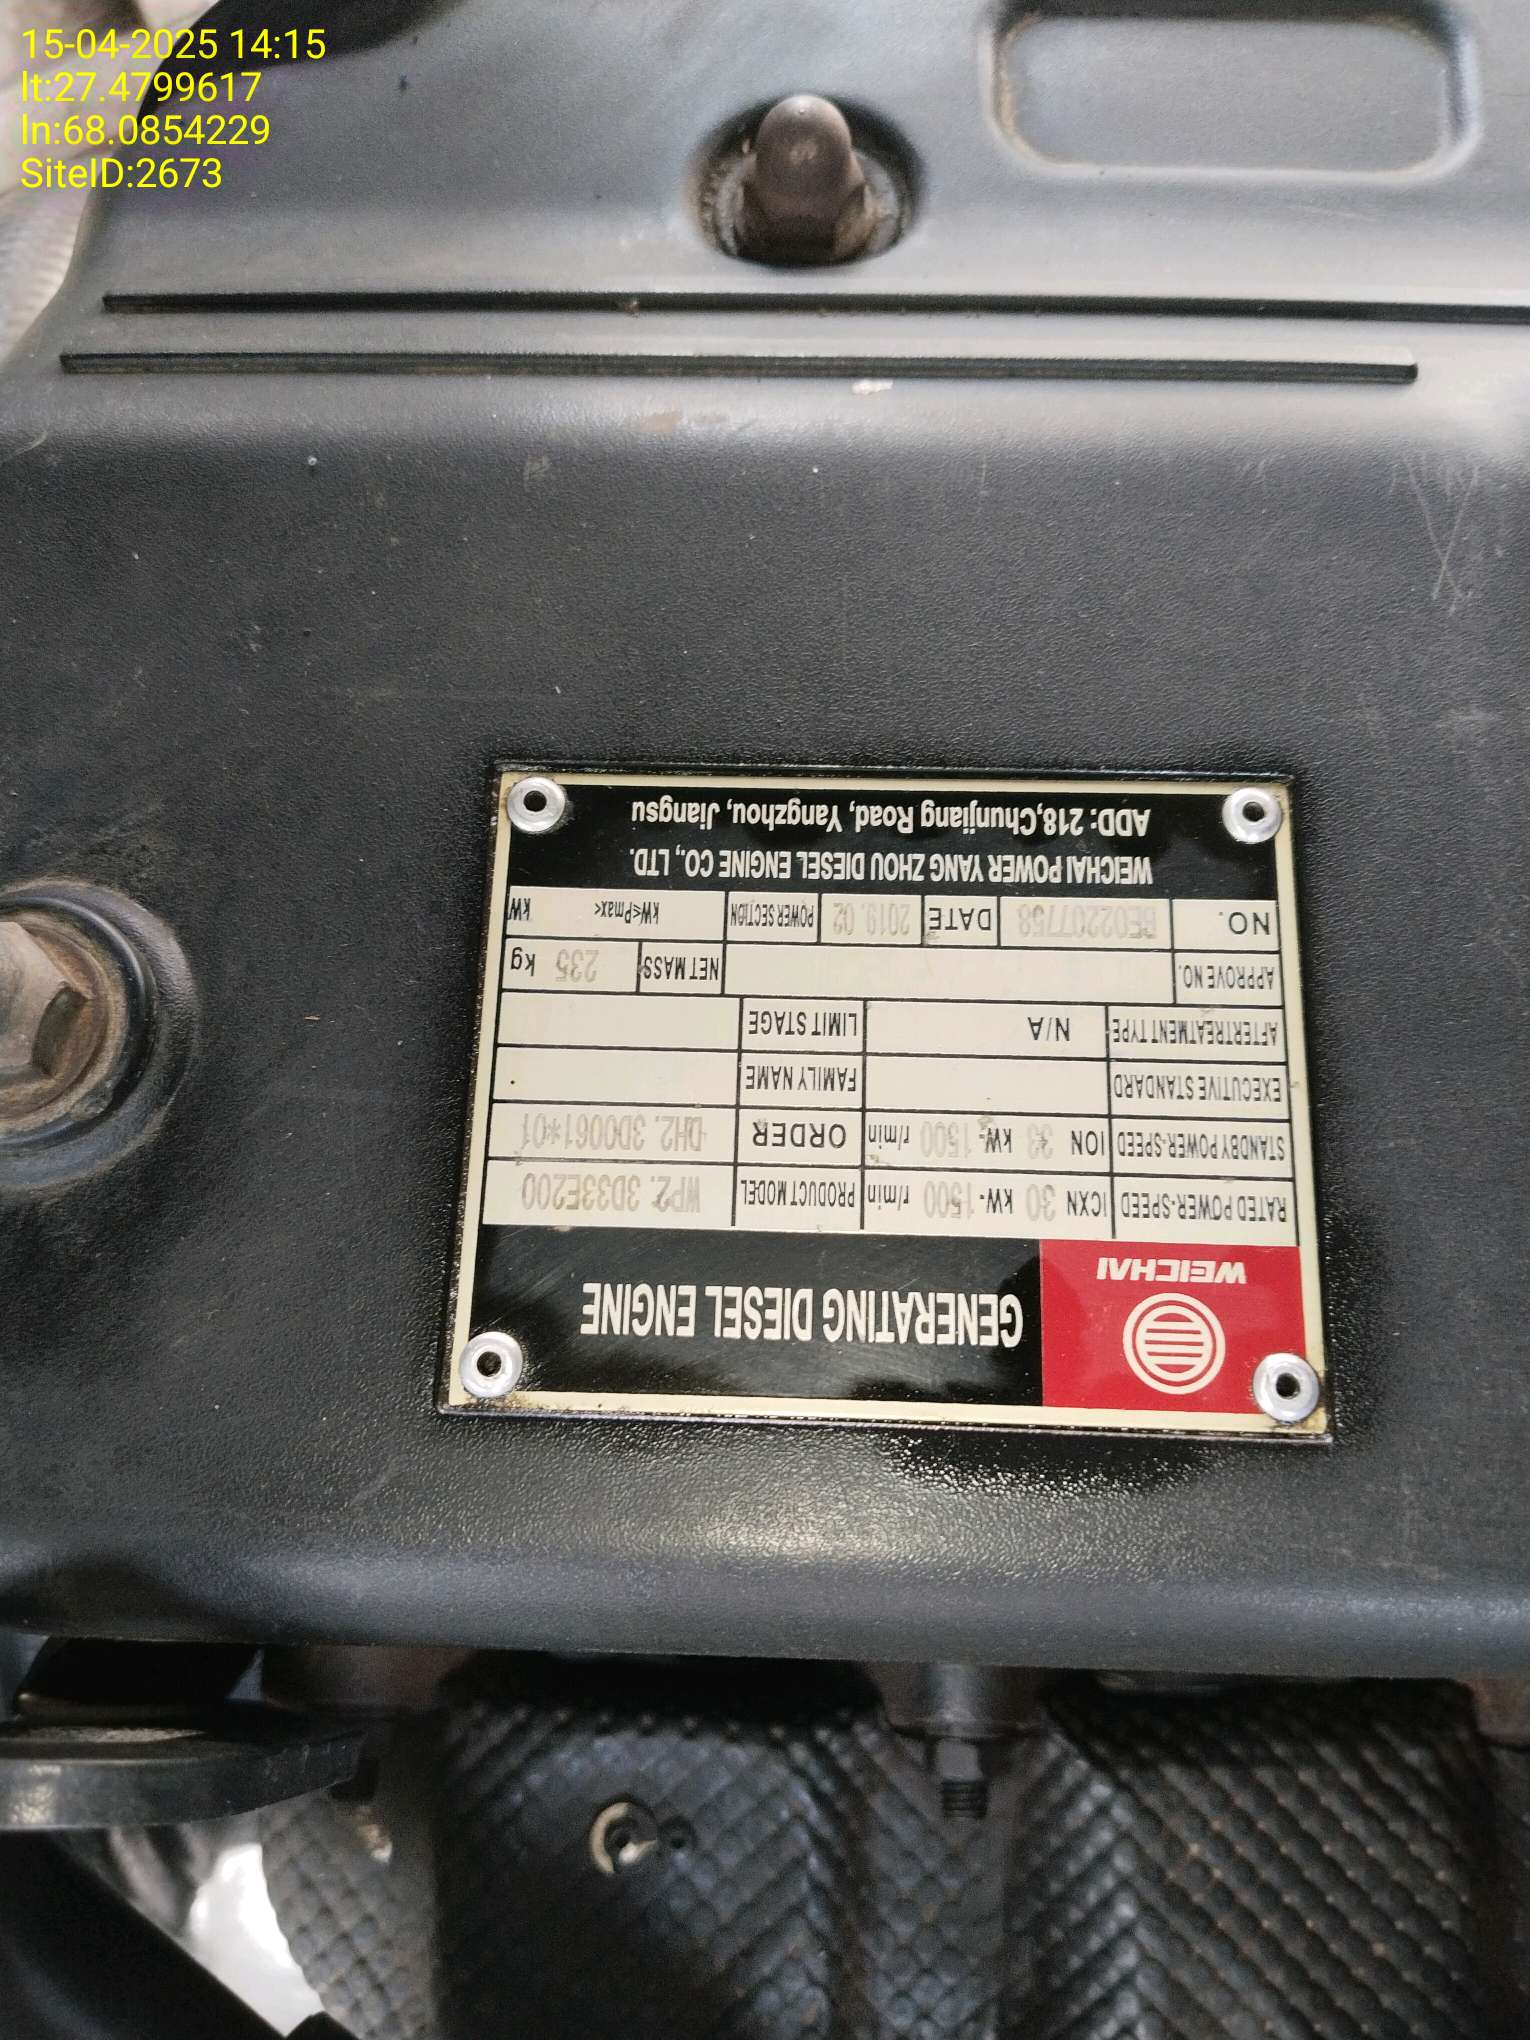 15-04-2025 14:15
lt:27.4799617
ln:68.0854229
SiteID:2673
WEICHAI
GENERATING DIESEL ENGINE
RATED POWER-SPEED ICXN 30 kW- 1500 r/min PRODUCT MODEL WP2. 3D33E200
STANDBY POWER-SPEED ION 33 kW- 1500 r/min ORDER DH2. 3D0061*01
EXECUTIVE STANDARD FAMILY NAME
AFTERTREATMENT TYPE N/A LIMIT STAGE
APPROVE NO. NET MASS 235 kg
NO. DATE 2019. 02 POWER SECTION kW≤Pmax< kW
WEICHAI POWER YANG ZHOU DIESEL ENGINE CO., LTD.
ADD: 218,Chunjiang Road, Yangzhou, Jiangsu